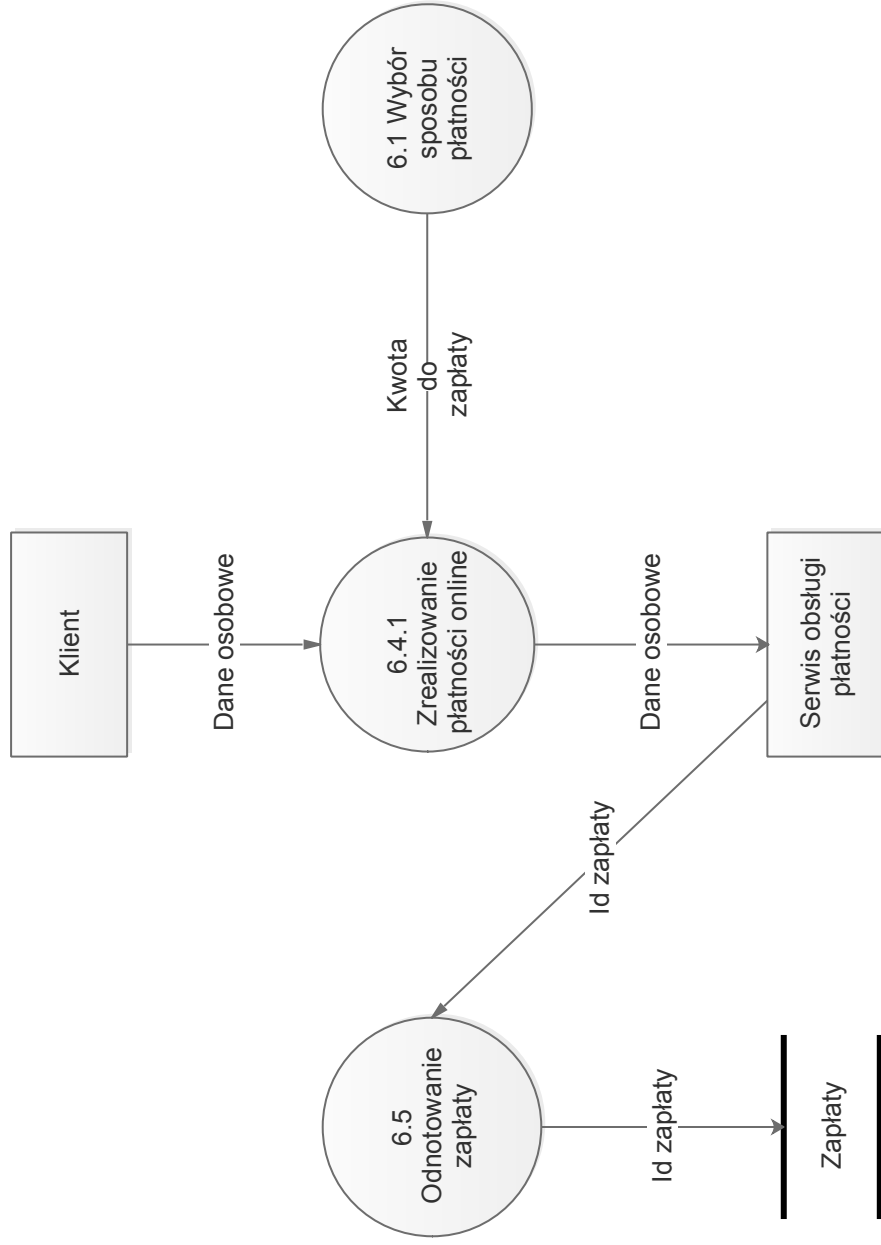 Klient
Dane osobowe
6.5
Odnotowanie
zapłaty
6.4.1
Zrealizowanie
płatności online
Kwota
do
zapłaty
6.1 Wybór
sposobu
płatności
Id zapłaty
Id zapłaty
Dane osobowe
Zapłaty
Serwis obsługi
płatności